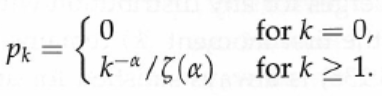 p_k = { 0 for k = 0,
k^{-α}/ζ(α) for k ≥ 1.